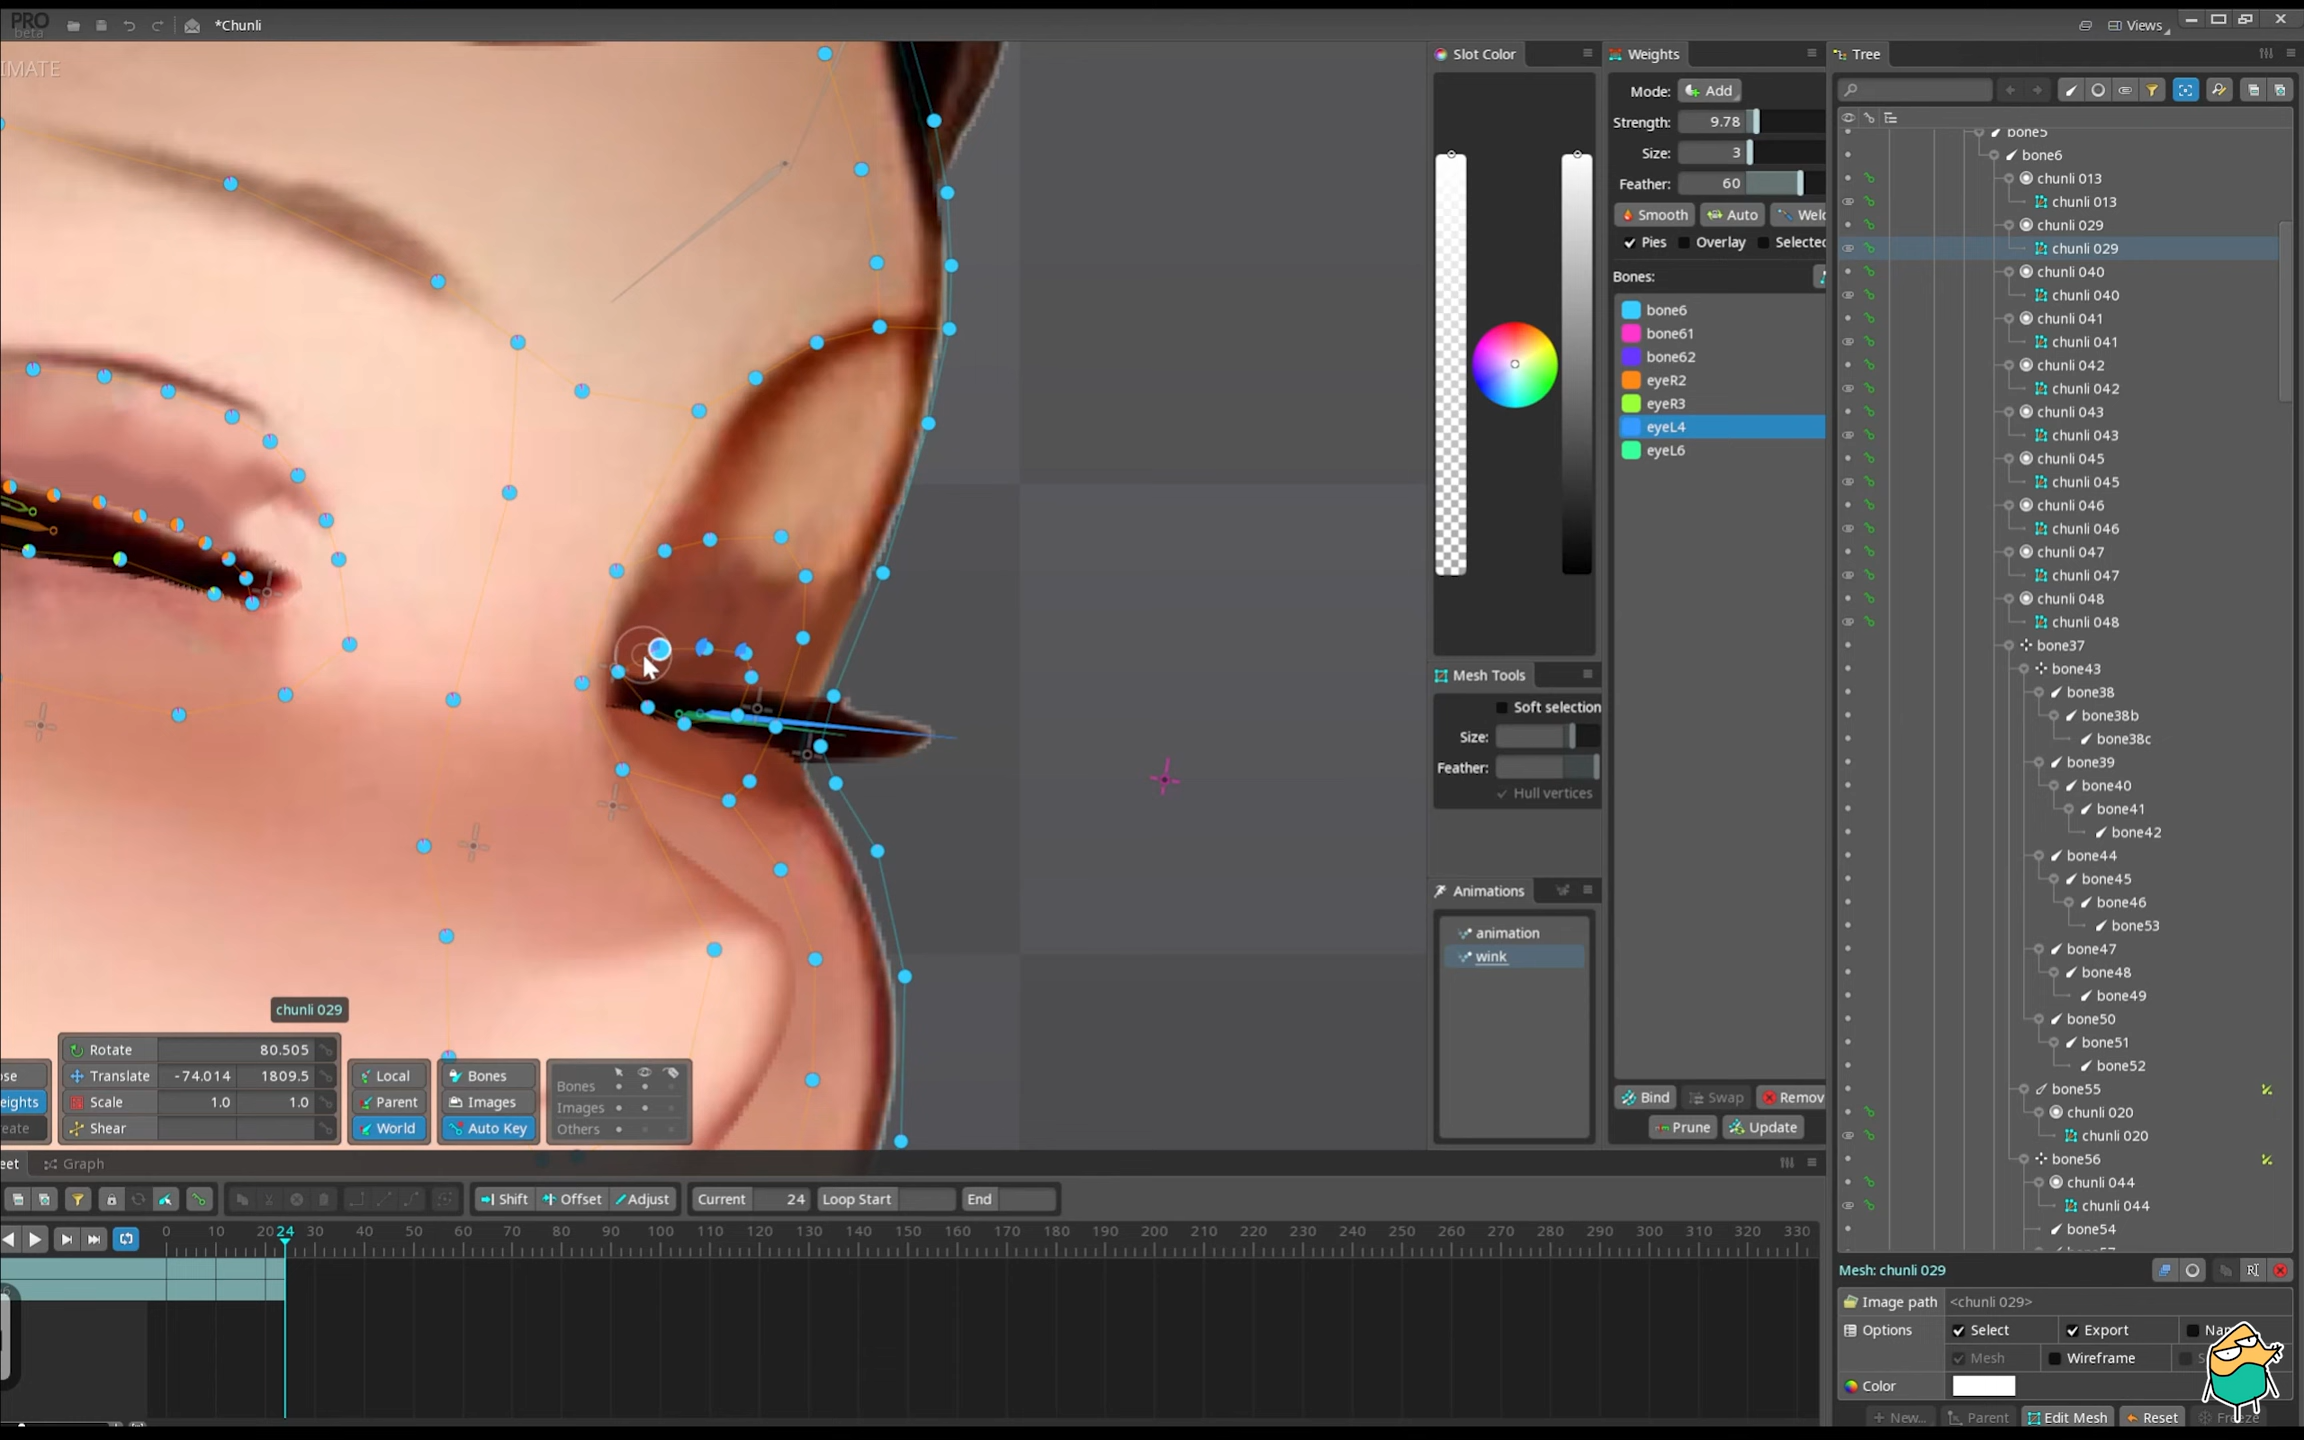 PRO
beta
*Chunli
Views
IMATE
Slot Color
Weights
Mode:
Add
Strength:
9.78
Size:
3
Feather:
60
Smooth
Auto
Pies
Overlay
Selected
Bones:
bone6
bone61
bone62
eyeR2
eyeR3
eyeL4
eyeL6
Bind
Swap
Remov
Prune
Update
Mesh Tools
Soft selection
Size:
Feather:
Hull vertices
Animations
animation
wink
Tree
bone5
bone6
chunli 013
chunli 013
chunli 029
chunli 029
chunli 040
chunli 040
chunli 041
chunli 041
chunli 042
chunli 042
chunli 043
chunli 043
chunli 045
chunli 045
chunli 046
chunli 046
chunli 047
chunli 047
chunli 048
chunli 048
bone37
bone43
bone38
bone38b
bone38c
bone39
bone40
bone41
bone42
bone44
bone45
bone46
bone53
bone47
bone48
bone49
bone50
bone51
bone52
bone55
chunli 020
chunli 020
bone56
chunli 044
chunli 044
bone54
Mesh: chunli 029
Image path
<chunli 029>
Options
Select
Export
Mesh
Wireframe
Color
New...
Parent
Edit Mesh
Reset
Freeze
chunli 029
ose
eights
eate
Rotate
80.505
Translate
-74.014
1809.5
Scale
1.0
1.0
Shear
Local
Parent
World
Bones
Images
Auto Key
Bones
Images
Others
eet
Graph
Shift
Offset
Adjust
Current
24
Loop Start
End
0 10 20 24 30 40 50 60 70 80 90 100 110 120 130 140 150 160 170 180 190 200 210 220 230 240 250 260 270 280 290 300 310 320 330